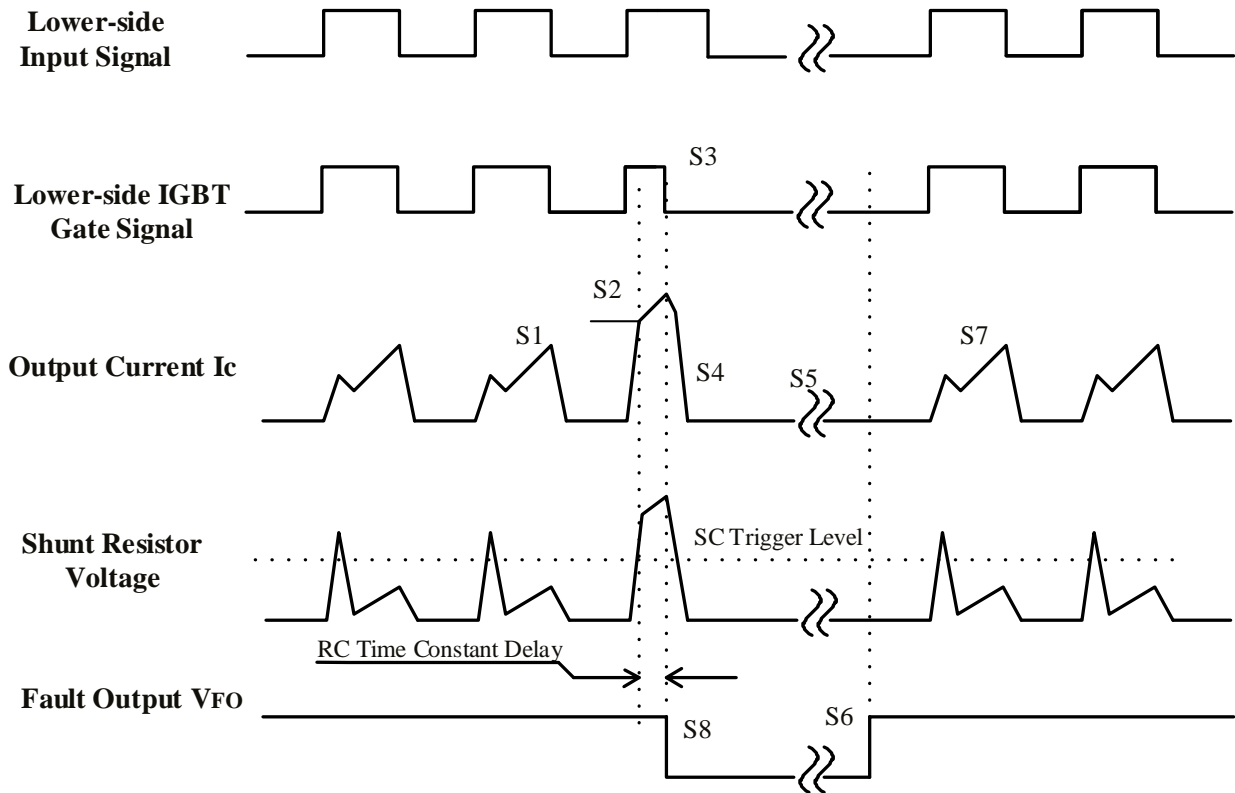 Lower-side
Input Signal
S3
Lower-side IGBT
Gate Signal
S2
S1
S7
Output Current Ic
S4
S5
SC Trigger Level
Shunt Resistor
Voltage
RC Time Constant Delay
Fault Output VFO
S8
S6